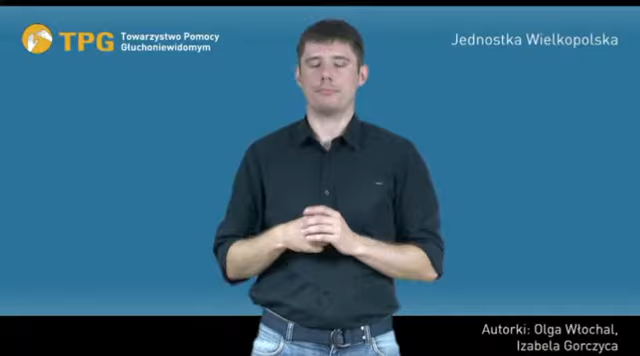 TPG
Towarzystwo Pomocy
Głuchoniewidomym
Jednostka Wielkopolska
Autorki: Olga Włochal,
Izabela Gorczyca